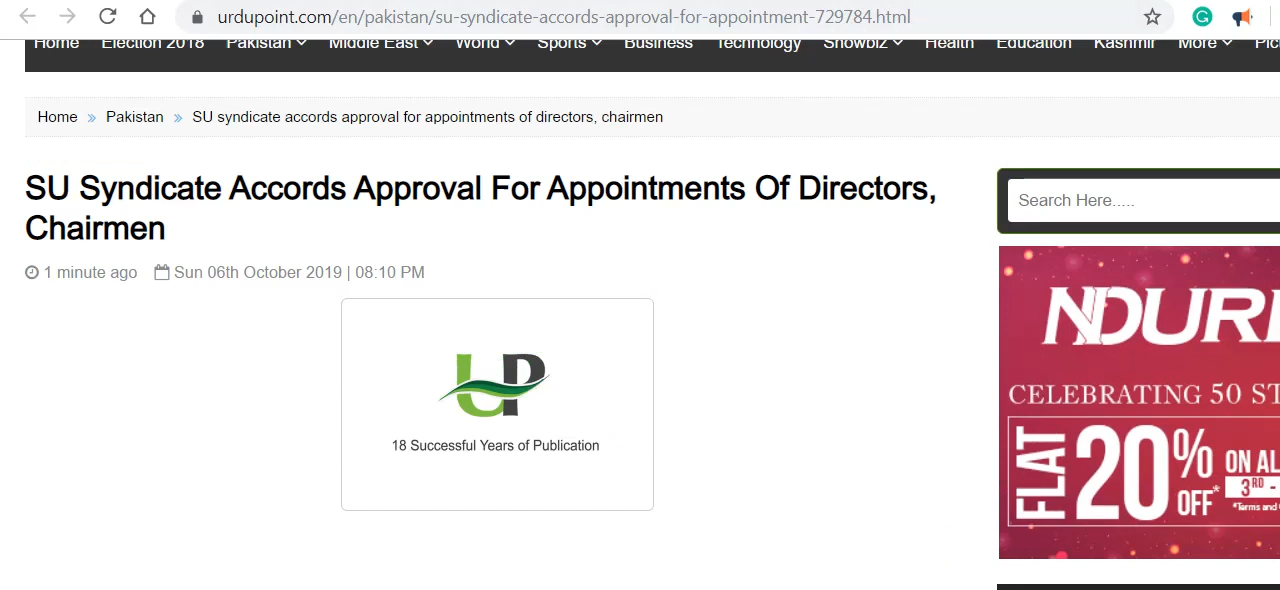 urdupoint.com/en/pakistan/su-syndicate-accords-approval-for-appointment-729784.html
Home Election 2018 Pakistan Middle East World Sports Business Technology Showbiz Health Education Kashmir More
Home » Pakistan » SU syndicate accords approval for appointments of directors, chairmen
SU Syndicate Accords Approval For Appointments Of Directors,
Chairmen
1 minute ago Sun 06th October 2019 | 08:10 PM
UP
18 Successful Years of Publication
Search Here.....
NDUR
CELEBRATING 50 ST
FLAT 20% OFF*
ON AL
3RD -
*Terms and